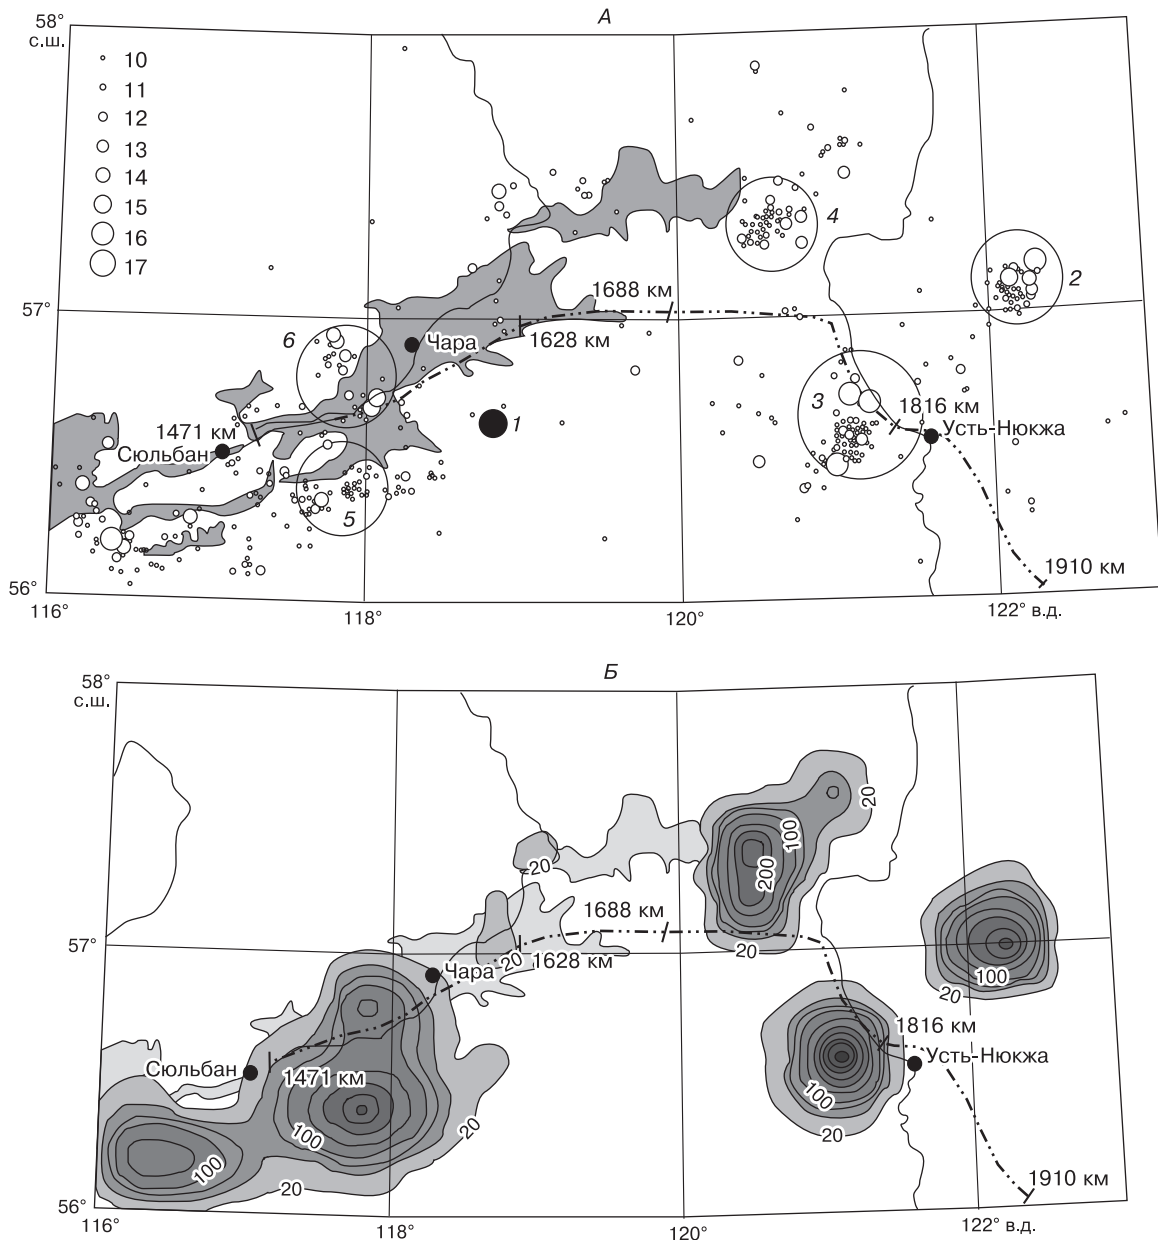 А
58°
с.ш.
10
11
12
13
14
15
16
17
4
2
1688 км
57°
6
Чара
1628 км
3
1
1816 км
1471 км
Усть-Нюкжа
Сюльбан
5
1910 км
56°
116°
118°
120°
122° в.д.
Б
58°
с.ш.
20
100
200
20
1688 км
57°
20
Чара
20
1628 км
100
20
1816 км
Сюльбан
Усть-Нюкжа
1471 км
100
100
20
20
100
20
1910 км
56°
116°
118°
120°
122° в.д.